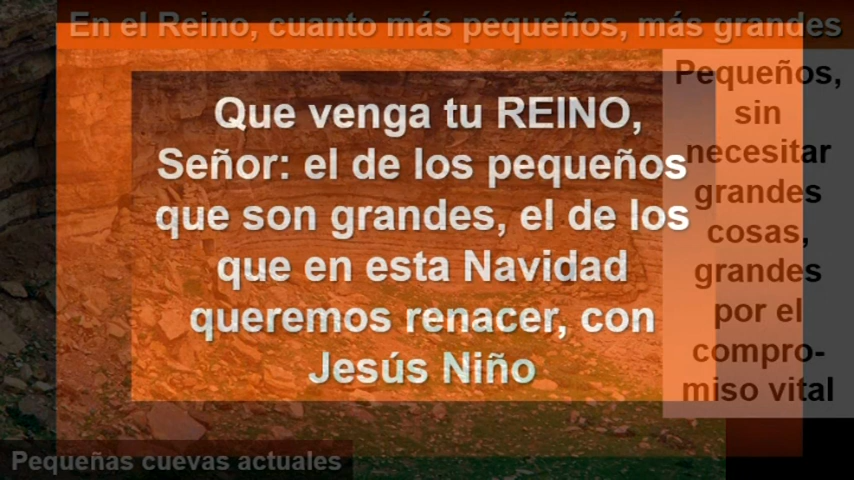 En el Reino, cuanto más pequeños, más grandes
Que venga tu REINO,
Señor: el de los pequeños
que son grandes, el de los
que en esta Navidad
queremos renacer, con
Jesús Niño
Pequeños,
sin
necesitar
grandes
cosas,
grandes
por el
compro-
miso vital
Pequeñas cuevas actuales